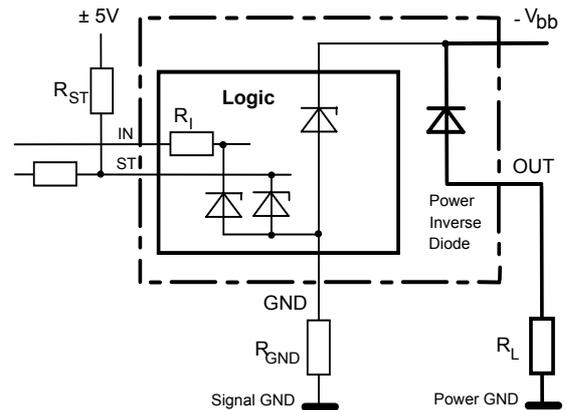 ± 5V
- Vbb
RST
Logic
IN
RI
ST
OUT
Power
Inverse
Diode
GND
RGND
RL
Signal GND
Power GND